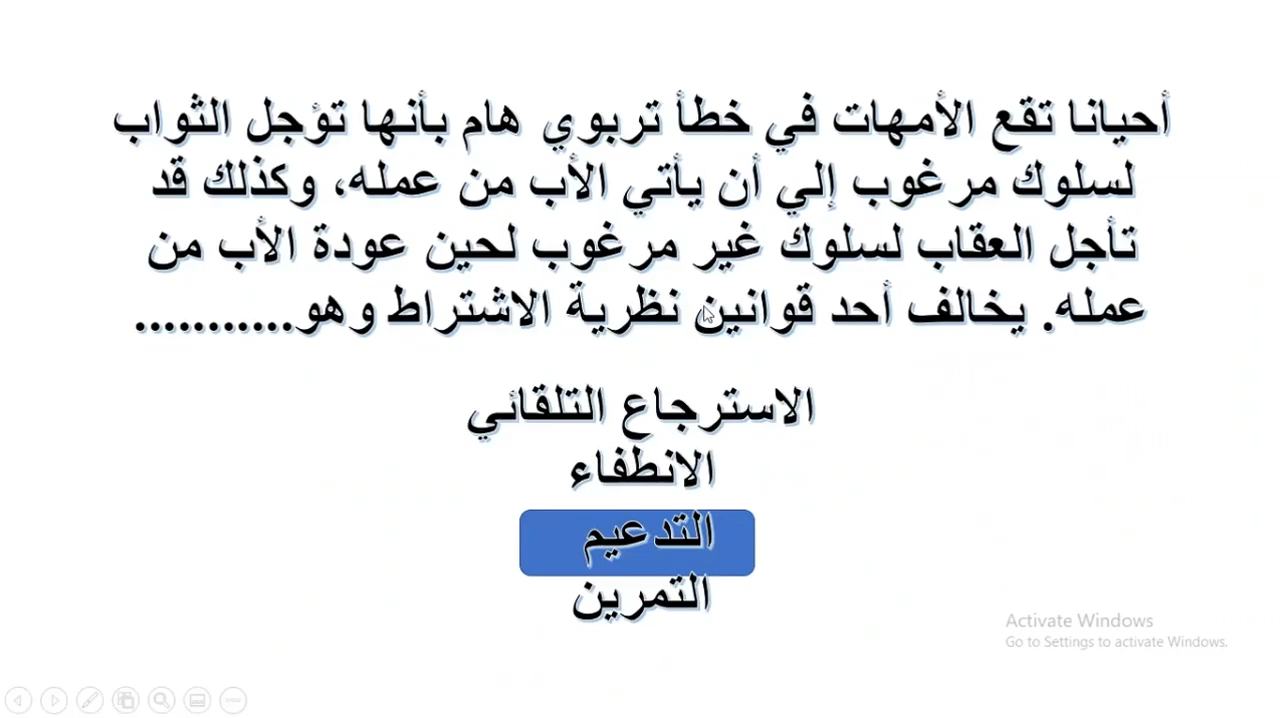 أحيانا تقع الأمهات في خطأ تربوي هام بأنها تؤجل الثواب
لسلوك مرغوب إلي أن يأتي الأب من عمله، وكذلك قد
تأجل العقاب لسلوك غير مرغوب لحين عودة الأب من
عمله. يخالف أحد قوانين نظرية الاشتراط وهو...........
الاسترجاع التلقائي
الانطفاء
التدعيم
التمرين
Activate Windows
Go to Settings to activate Windows.